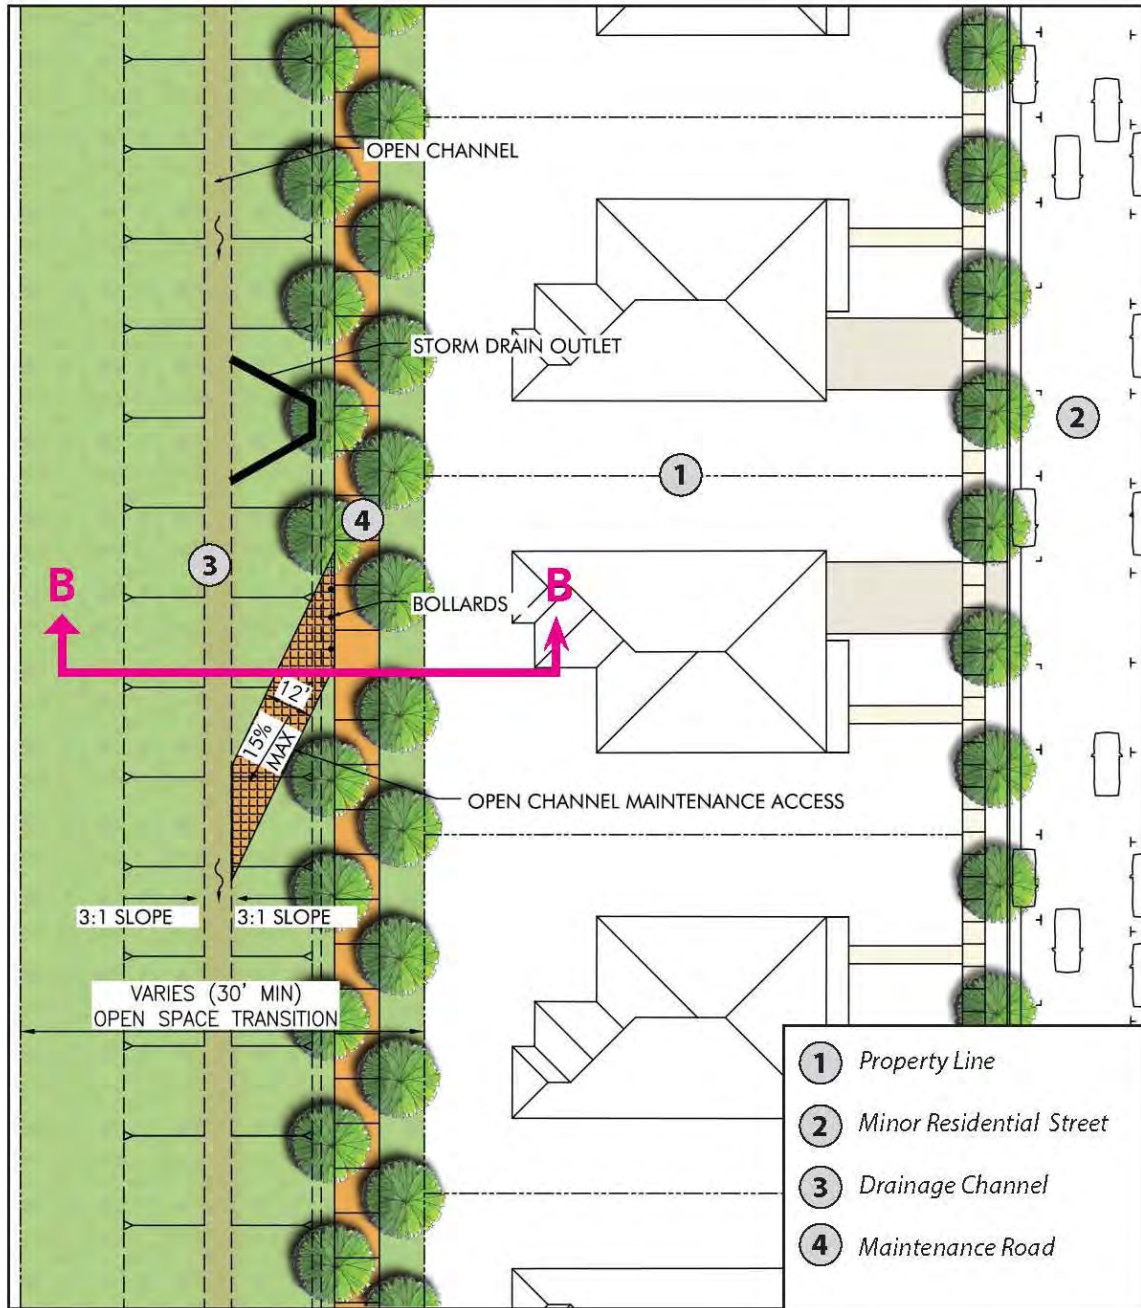 OPEN CHANNEL
STORM DRAIN OUTLET
2
1
4
3
B
B
BOLLARDS
12'
15%
MAX
OPEN CHANNEL MAINTENANCE ACCESS
3:1 SLOPE
3:1 SLOPE
VARIES (30' MIN)
OPEN SPACE TRANSITION
1 Property Line
2 Minor Residential Street
3 Drainage Channel
4 Maintenance Road